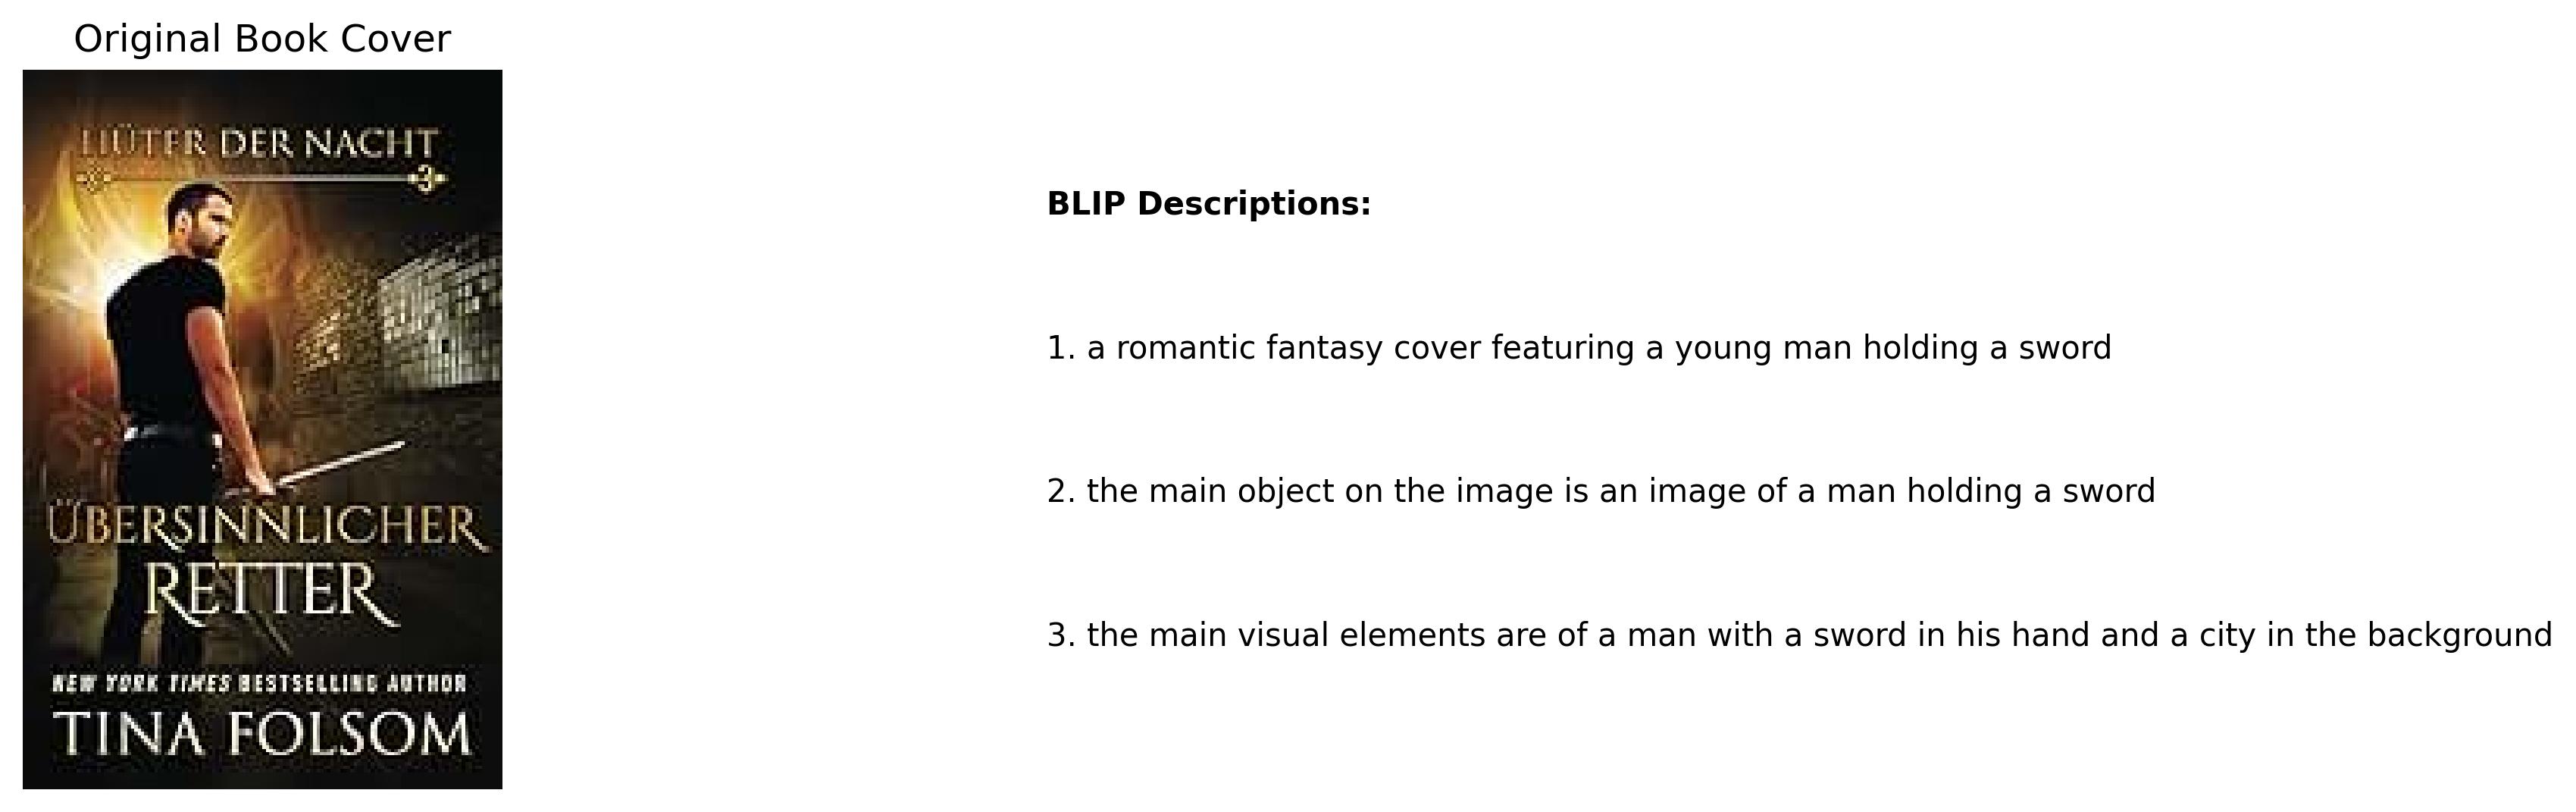 Original Book Cover
HÜTER DER NACHT
3
ÜBERSINNLICHER
RETTER
NEW YORK TIMES BESTSELLING AUTHOR
TINA FOLSOM
BLIP Descriptions:
1. a romantic fantasy cover featuring a young man holding a sword
2. the main object on the image is an image of a man holding a sword
3. the main visual elements are of a man with a sword in his hand and a city in the background